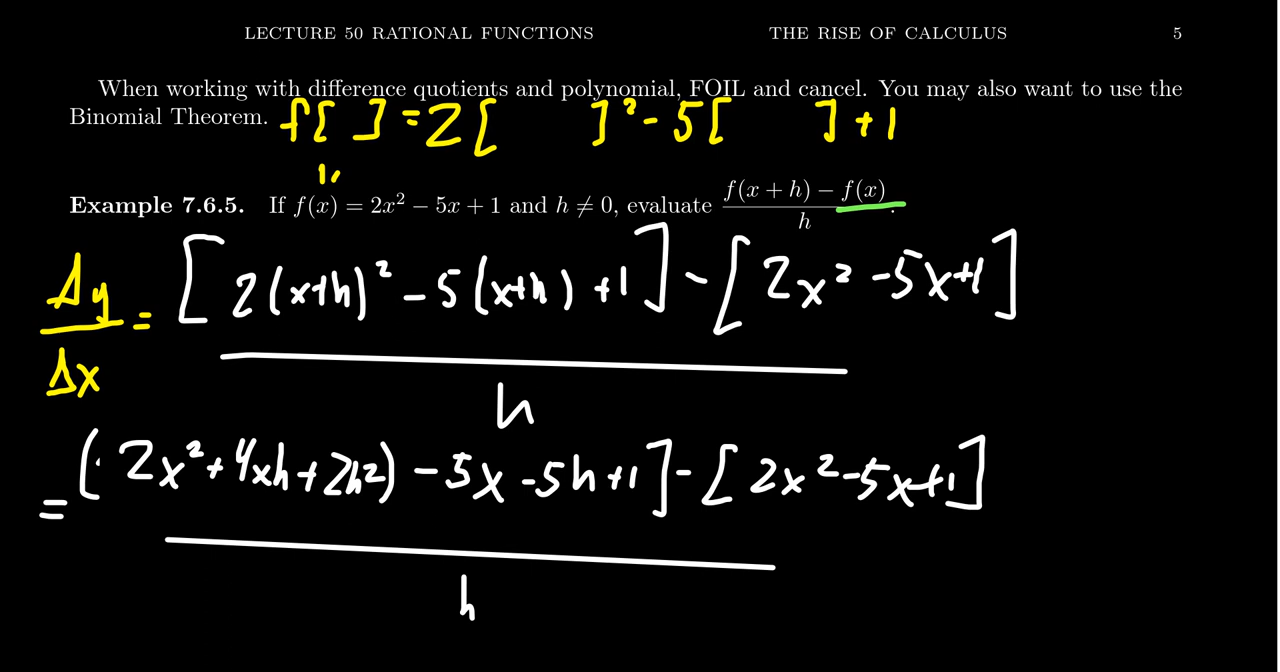 LECTURE 50 RATIONAL FUNCTIONS THE RISE OF CALCULUS 5
When working with difference quotients and polynomial, FOIL and cancel. You may also want to use the
Binomial Theorem. f[ ] = 2[ ]² - 5[ ] + 1
Example 7.6.5. If f(x) = 2x² − 5x + 1 and h ≠ 0, evaluate (f(x + h) − f(x))/h.
Δy/Δx = [2(x+h)² - 5(x+h) + 1] - [2x² - 5x + 1]
h
= (2x² + 4xh + 2h²) - 5x - 5h + 1] - [2x² - 5x + 1]
h